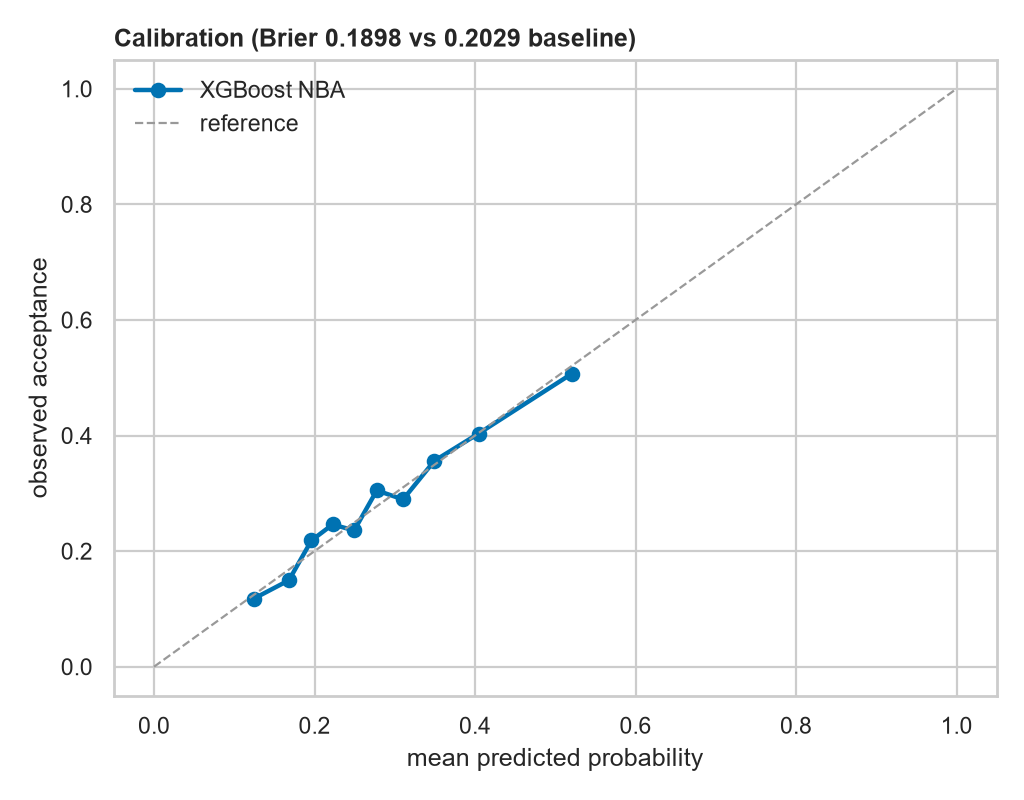 Calibration (Brier 0.1898 vs 0.2029 baseline)
XGBoost NBA
reference
1.0
0.8
0.6
0.4
0.2
0.0
observed acceptance
0.0 0.2 0.4 0.6 0.8 1.0
mean predicted probability